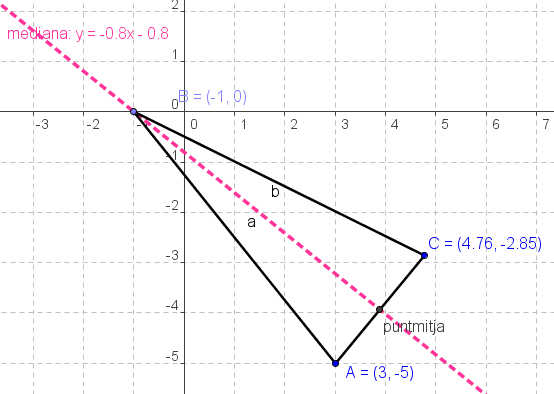 2
mediana: y = -0.8x - 0.8
1
B = (-1, 0)
0
-3 -2 -1 0 1 2 3 4 5 6 7
-1
b
-2
a
C = (4.76, -2.85)
-3
-4
puntmitja
-5
A = (3, -5)